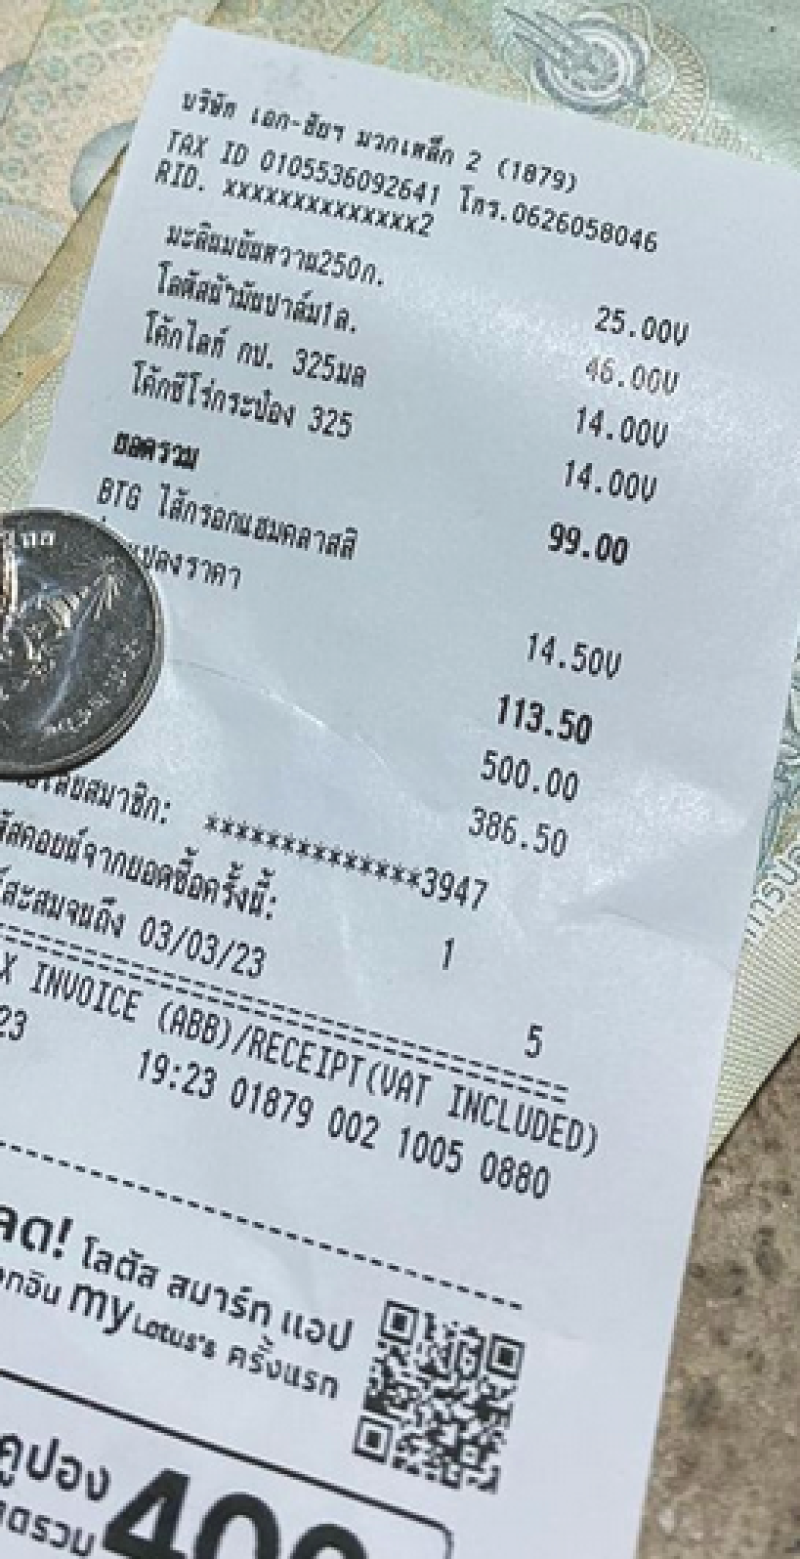 บริษัท เอก-ชัยฯ มวกเหล็ก 2 (1879)
TAX ID 0105536092641 โทร.0626058046
RID. xxxxxxxxxxxxxx2
มะลินมข้นหวาน250ก. 25.00V
โลตัสน้ำมันปาล์ม1ล. 46.00V
โค้กไลท์ กป. 325มล 14.00V
โค้กซีโร่กระป๋อง 325 14.00V
ยอดรวม 99.00
BTG ไส้กรอกแฮมคลาสสิ
แปลงราคา 14.50V
113.50
500.00
386.50
สมาชิก: **************3947
จากยอดซื้อครั้งนี้: 1
สะสมจนถึง 03/03/23 5
X INVOICE (ABB)/RECEIPT(VAT INCLUDED)
23 19:23 01879 002 1005 0880
ลด! โลตัส สมาร์ท แอป
กอิน my Lotus's ครั้งแรก
คูปอง 400